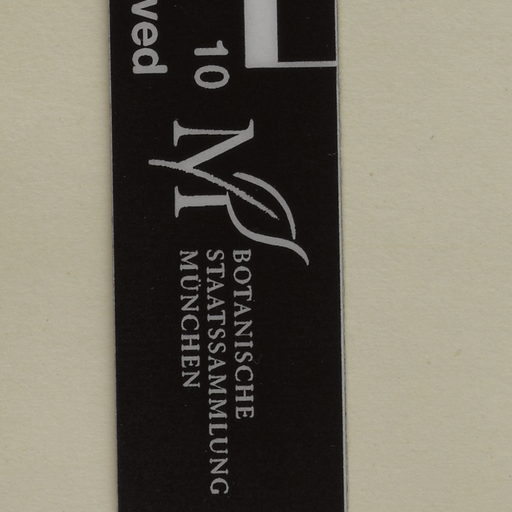 ved
10
M
BOTANISCHE
STAATSSAMMLUNG
MÜNCHEN